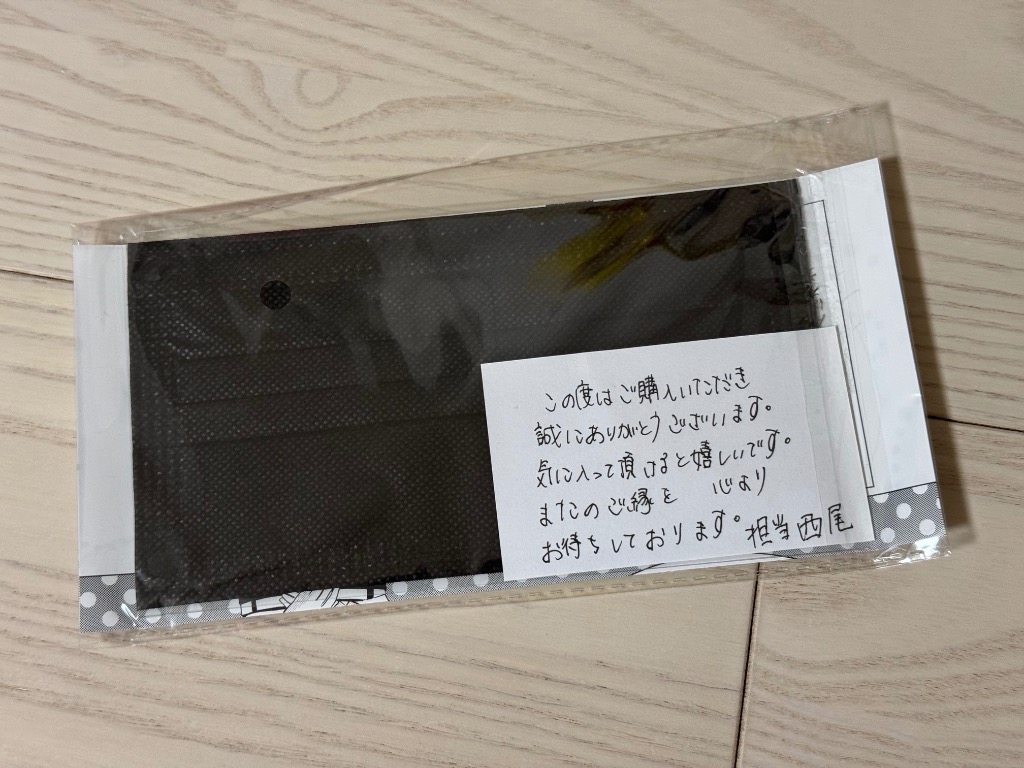 この度はご購入いただき
誠にありがとうございます。
気に入って頂けると嬉しいです。
またのご縁を 心より
お待ちしております。担当西尾